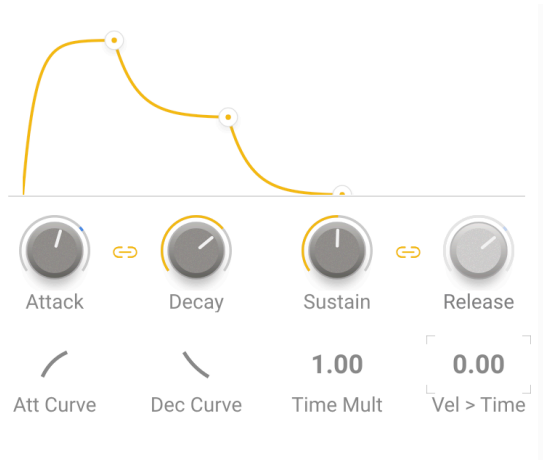 Attack
Decay
Sustain
Release
1.00
0.00
Att Curve
Dec Curve
Time Mult
Vel > Time